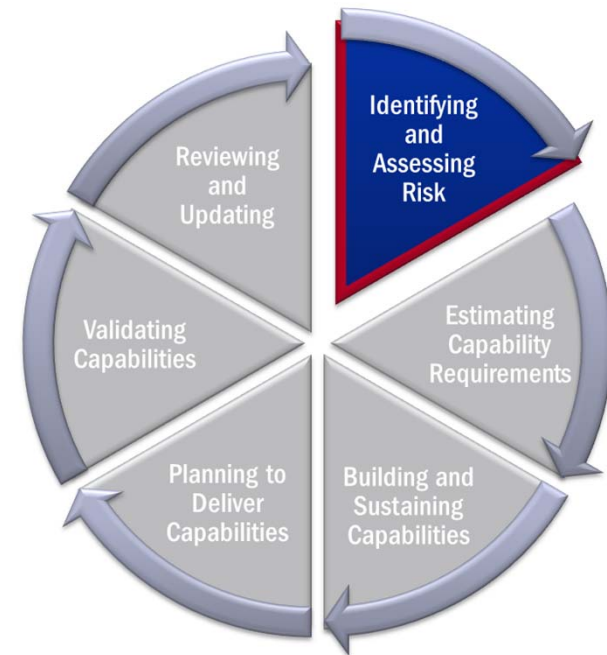 Identifying
and
Assessing
Risk
Estimating
Capability
Requirements
Building and
Sustaining
Capabilities
Planning to
Deliver
Capabilities
Validating
Capabilities
Reviewing
and
Updating